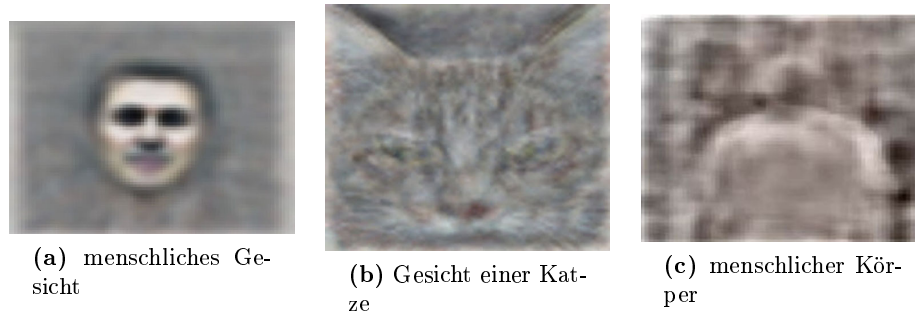 (a) menschliches Ge-
sicht
(b) Gesicht einer Kat-
ze
(c) menschlicher Kör-
per